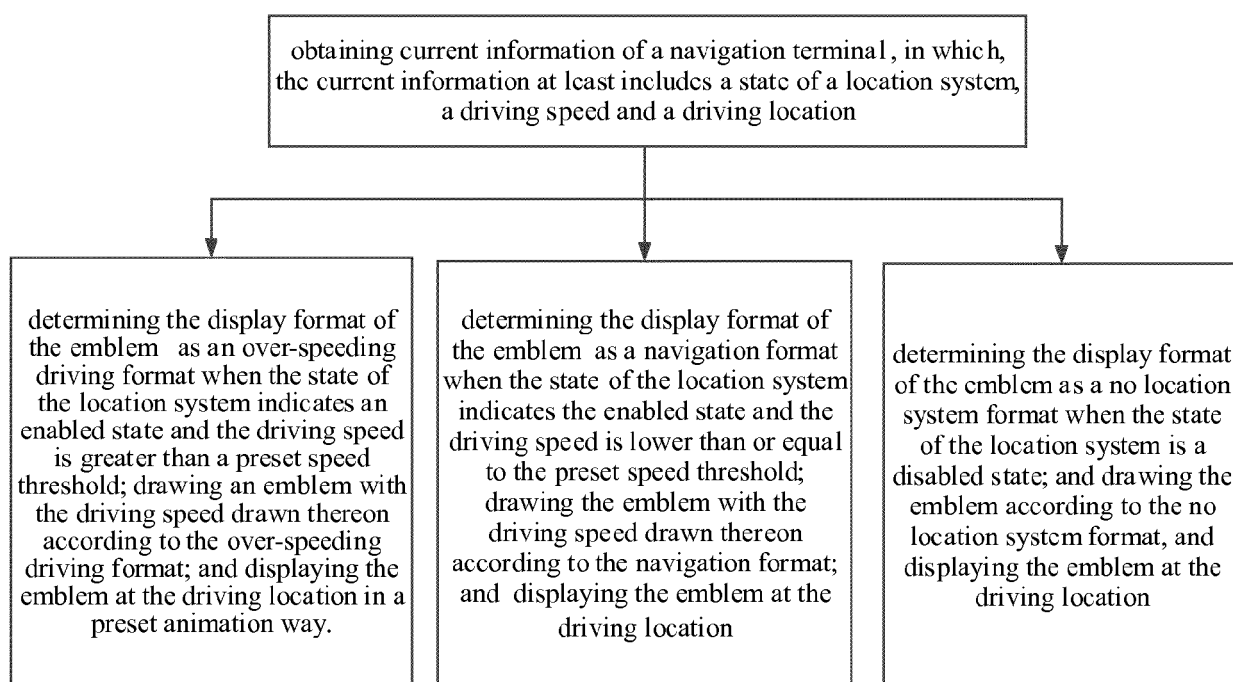 obtaining current information of a navigation terminal, in which,
the current information at least includes a state of a location system,
a driving speed and a driving location
determining the display format of
the emblem as an over-speeding
driving format when the state of
the location system indicates an
enabled state and the driving speed
is greater than a preset speed
threshold; drawing an emblem with
the driving speed drawn thereon
according to the over-speeding
driving format; and displaying the
emblem at the driving location in a
preset animation way.
determining the display format of
the emblem as a navigation format
when the state of the location system
indicates the enabled state and the
driving speed is lower than or equal
to the preset speed threshold;
drawing the emblem with the
driving speed drawn thereon
according to the navigation format;
and displaying the emblem at the
driving location
determining the display format
of the emblem as a no location
system format when the state
of the location system is a
disabled state; and drawing the
emblem according to the no
location system format, and
displaying the emblem at the
driving location